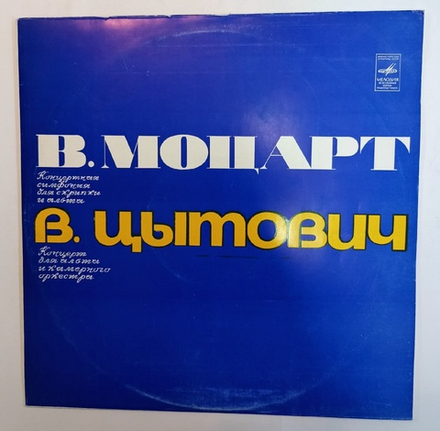 МЕЛОДИЯ
В. МОЦАРТ
Концертная
симфония
для скрипки
и альта
В. ЦЫТОВИЧ
Концерт
для альта
и камерного
оркестра